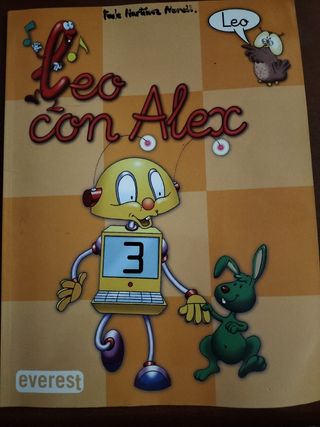 Paula Martínez
Leo
Leo
con Alex
3
everest